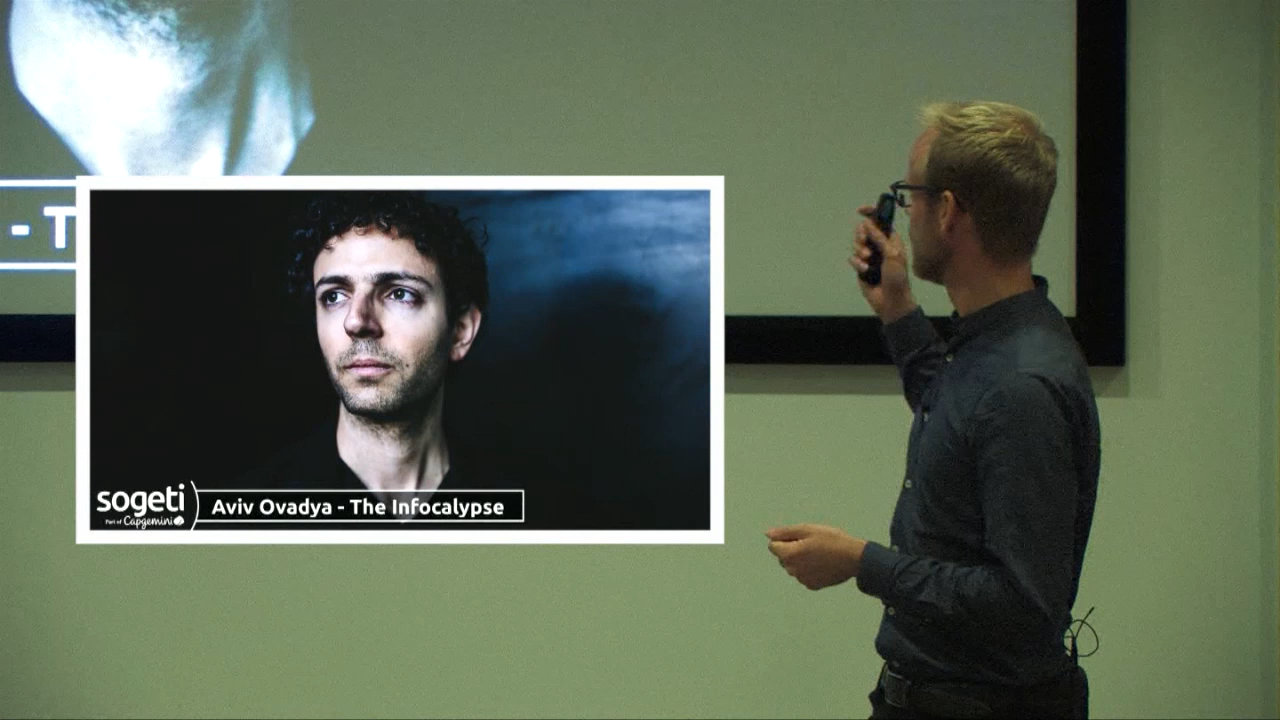 - T
sogeti
Part of Capgemini
Aviv Ovadya - The Infocalypse